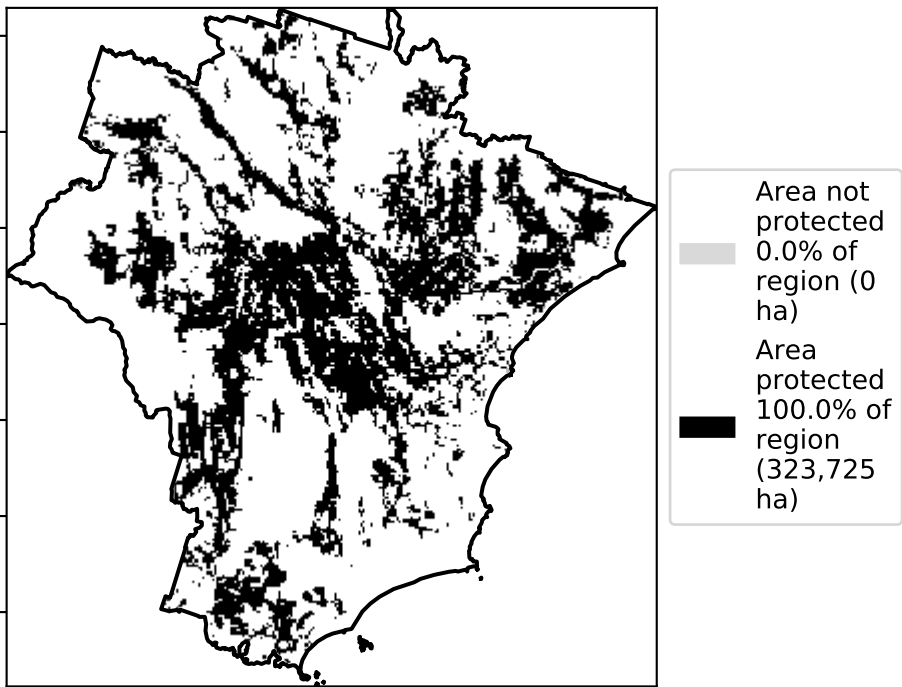 Area not
protected
0.0% of
region (0
ha)
Area
protected
100.0% of
region
(323,725
ha)